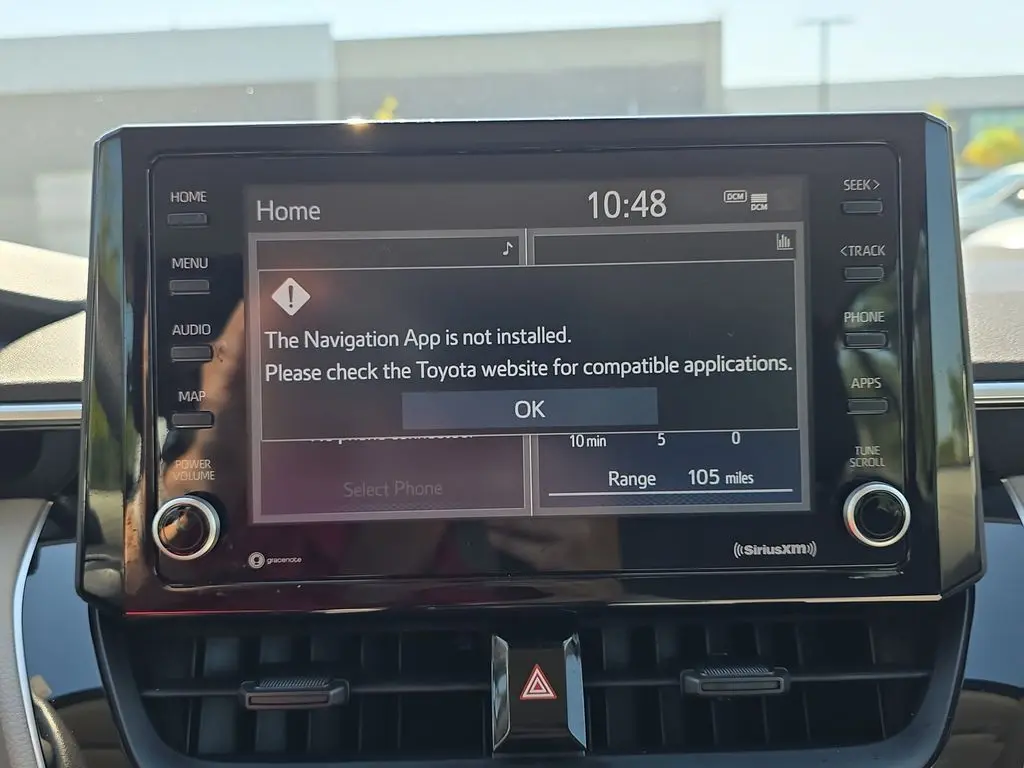 HOME
MENU
AUDIO
MAP
POWER
VOLUME
Home
10:48
DCM
DCM
The Navigation App is not installed.
Please check the Toyota website for compatible applications.
OK
10 min 5 0
Select Phone
Range 105 miles
SEEK>
<TRACK
PHONE
APPS
TUNE
SCROLL
gracenote
((SiriusXM))